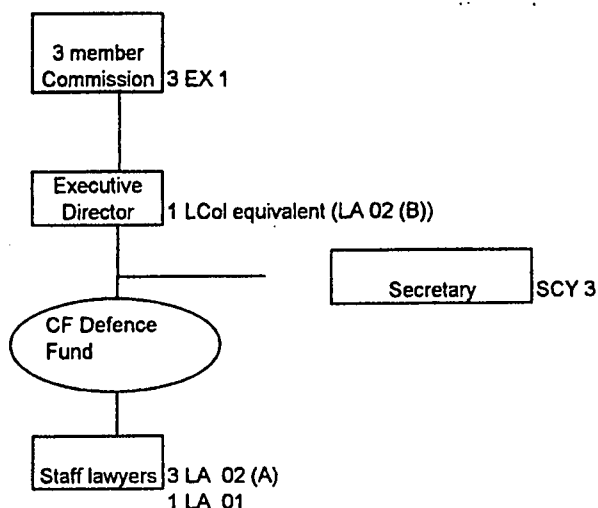 3 member
Commission 3 EX 1
Executive
Director 1 LCol equivalent (LA 02 (B))
Secretary SCY 3
CF Defence
Fund
Staff lawyers 3 LA 02 (A)
1 LA 01